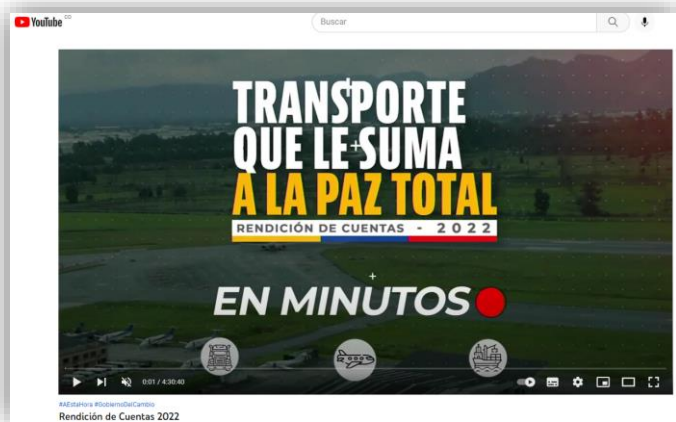 YouTube CO
Buscar
TRANSPORTE
QUE LE SUMA
A LA PAZ TOTAL
RENDICIÓN DE CUENTAS - 2022
EN MINUTOS
0:01 / 4:30:40
#AEstaHora #GobiernoDelCambio
Rendición de Cuentas 2022